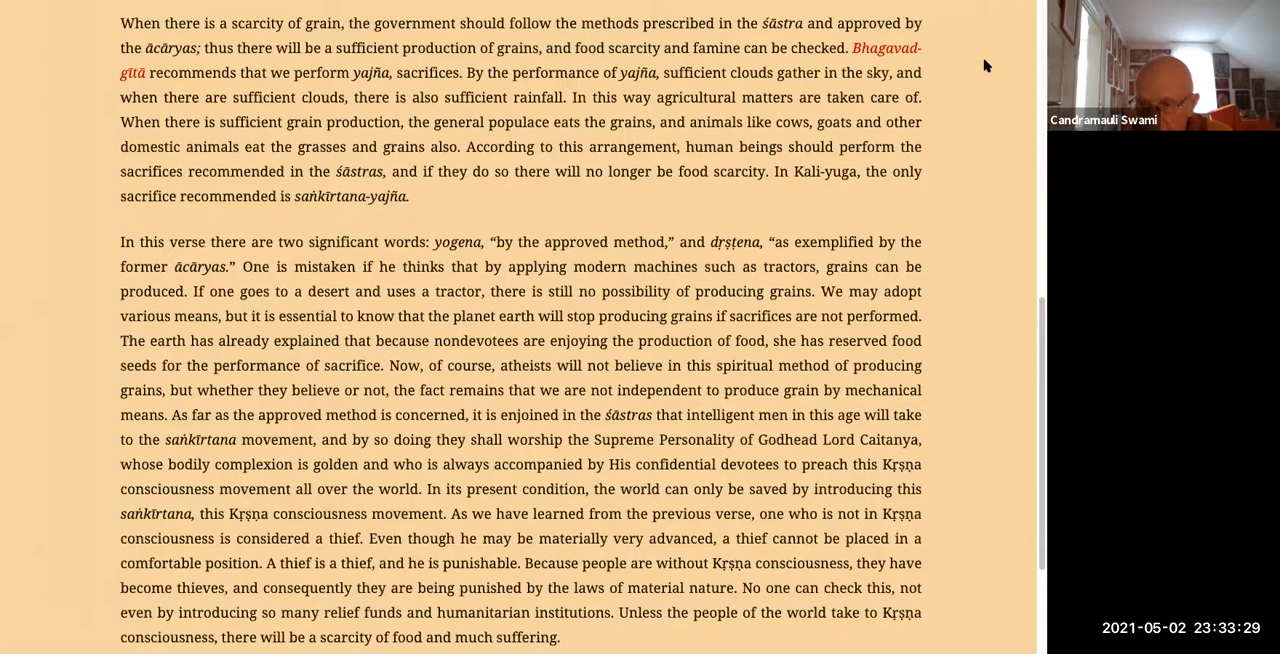 When there is a scarcity of grain, the government should follow the methods prescribed in the śāstra and approved by
the ācāryas; thus there will be a sufficient production of grains, and food scarcity and famine can be checked. Bhagavad-
gītā recommends that we perform yajña, sacrifices. By the performance of yajña, sufficient clouds gather in the sky, and
when there are sufficient clouds, there is also sufficient rainfall. In this way agricultural matters are taken care of.
When there is sufficient grain production, the general populace eats the grains, and animals like cows, goats and other
domestic animals eat the grasses and grains also. According to this arrangement, human beings should perform the
sacrifices recommended in the śāstras, and if they do so there will no longer be food scarcity. In Kali-yuga, the only
sacrifice recommended is saṅkīrtana-yajña.
In this verse there are two significant words: yogena, “by the approved method,” and dṛṣṭena, “as exemplified by the
former ācāryas.” One is mistaken if he thinks that by applying modern machines such as tractors, grains can be
produced. If one goes to a desert and uses a tractor, there is still no possibility of producing grains. We may adopt
various means, but it is essential to know that the planet earth will stop producing grains if sacrifices are not performed.
The earth has already explained that because nondevotees are enjoying the production of food, she has reserved food
seeds for the performance of sacrifice. Now, of course, atheists will not believe in this spiritual method of producing
grains, but whether they believe or not, the fact remains that we are not independent to produce grain by mechanical
means. As far as the approved method is concerned, it is enjoined in the śāstras that intelligent men in this age will take
to the saṅkīrtana movement, and by so doing they shall worship the Supreme Personality of Godhead Lord Caitanya,
whose bodily complexion is golden and who is always accompanied by His confidential devotees to preach this Kṛṣṇa
consciousness movement all over the world. In its present condition, the world can only be saved by introducing this
saṅkīrtana, this Kṛṣṇa consciousness movement. As we have learned from the previous verse, one who is not in Kṛṣṇa
consciousness is considered a thief. Even though he may be materially very advanced, a thief cannot be placed in a
comfortable position. A thief is a thief, and he is punishable. Because people are without Kṛṣṇa consciousness, they have
become thieves, and consequently they are being punished by the laws of material nature. No one can check this, not
even by introducing so many relief funds and humanitarian institutions. Unless the people of the world take to Kṛṣṇa
consciousness, there will be a scarcity of food and much suffering.
Candramauli Swami
2021-05-02 23:33:29